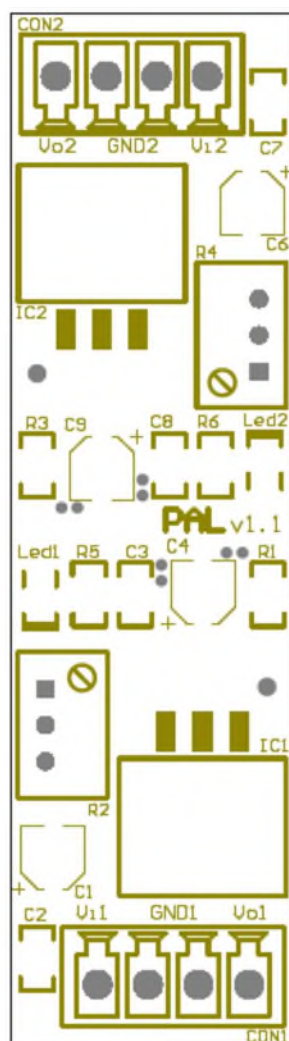 CON2
Vo2 GND2 Vi2 C7
+
C6
R4
IC2
R3 C9 + C8 R6 Led2
PAL v1.1
Led1 R5 C3 C4 R1
+
IC1
R2
+ C1
C2 Vi1 GND1 Vo1
CON1